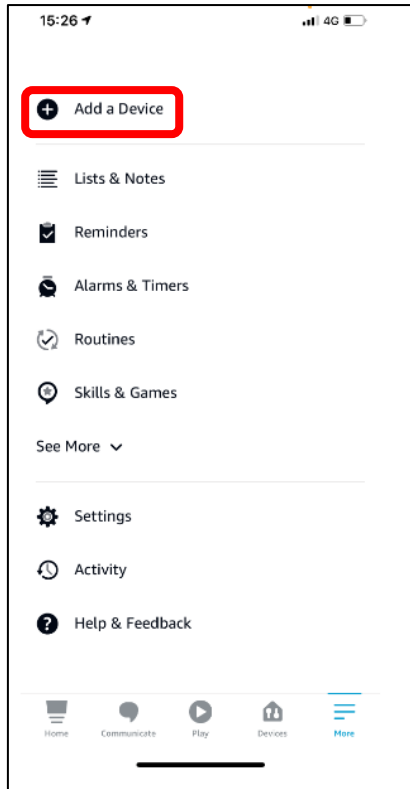 15:26 4G
Add a Device
Lists & Notes
Reminders
Alarms & Timers
Routines
Skills & Games
See More
Settings
Activity
Help & Feedback
Home Communicate Play Devices More